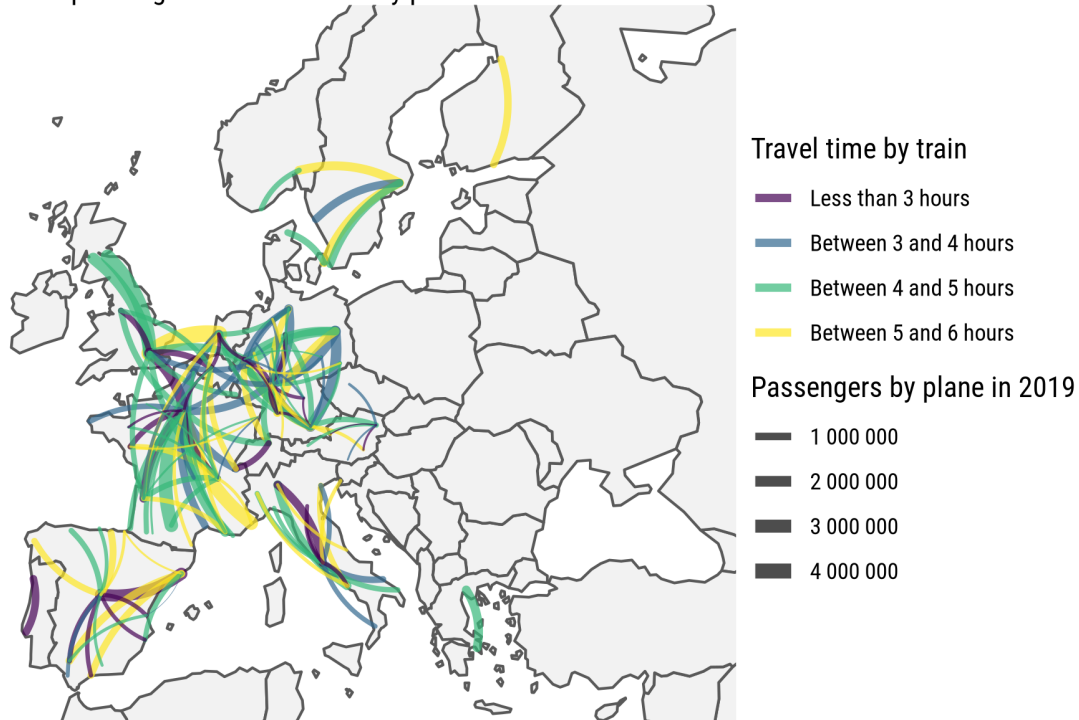 Travel time by train
Less than 3 hours
Between 3 and 4 hours
Between 4 and 5 hours
Between 5 and 6 hours
Passengers by plane in 2019
1 000 000
2 000 000
3 000 000
4 000 000